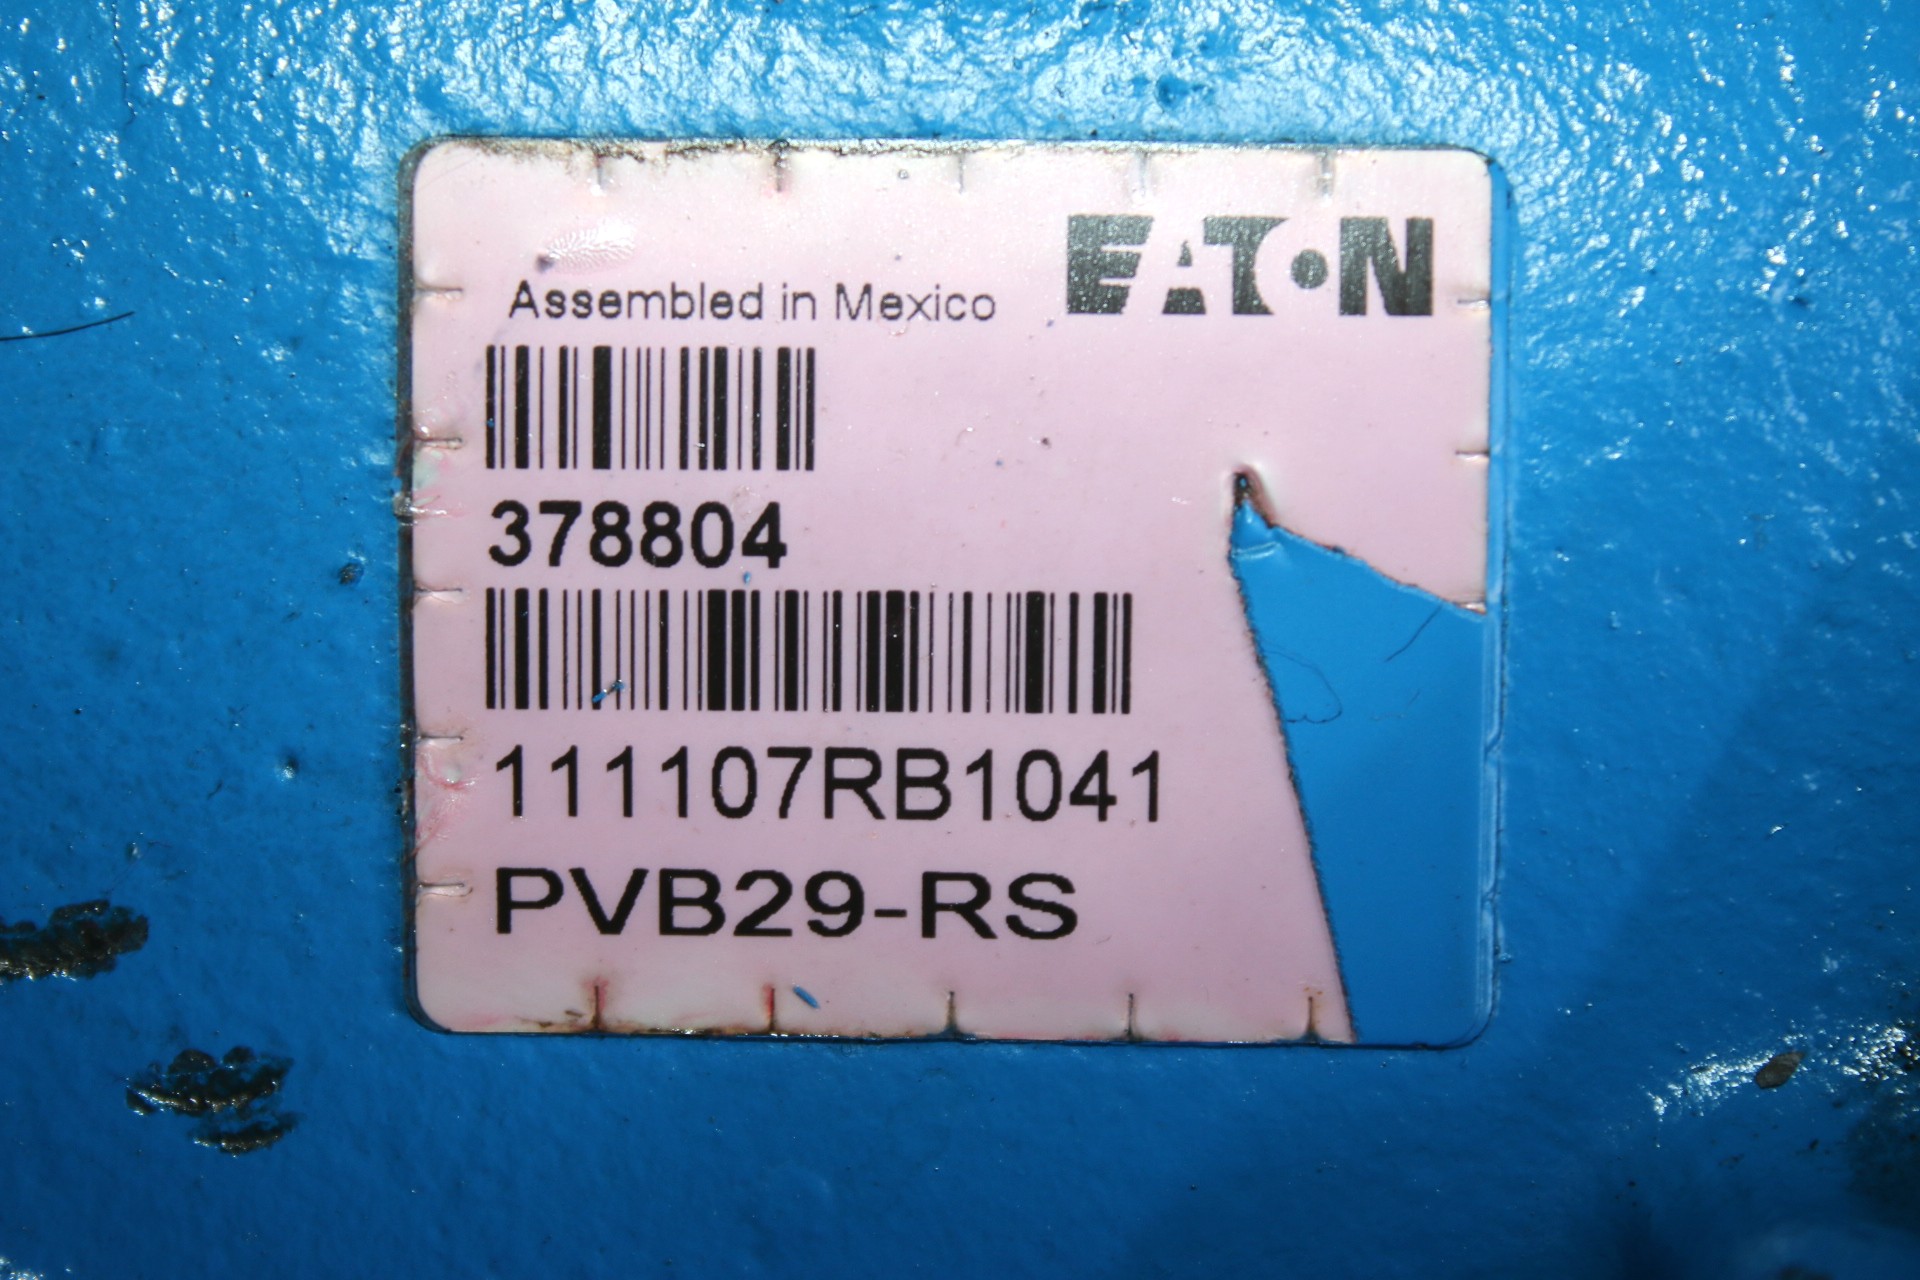 EATON
Assembled in Mexico
378804
111107RB1041
PVB29-RS